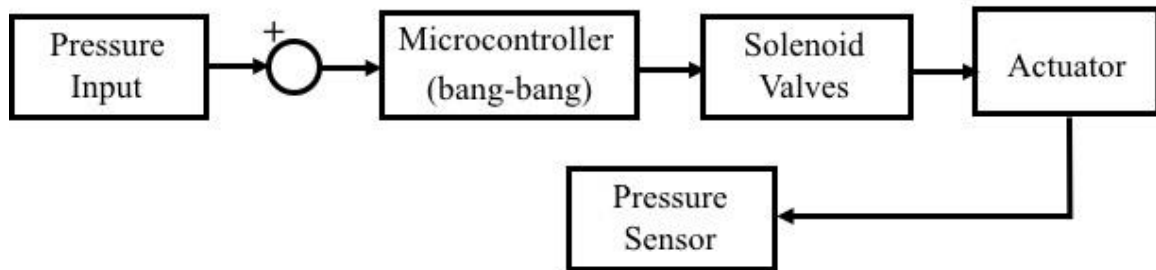 Pressure
Input
+
Microcontroller
(bang-bang)
Solenoid
Valves
Actuator
Pressure
Sensor